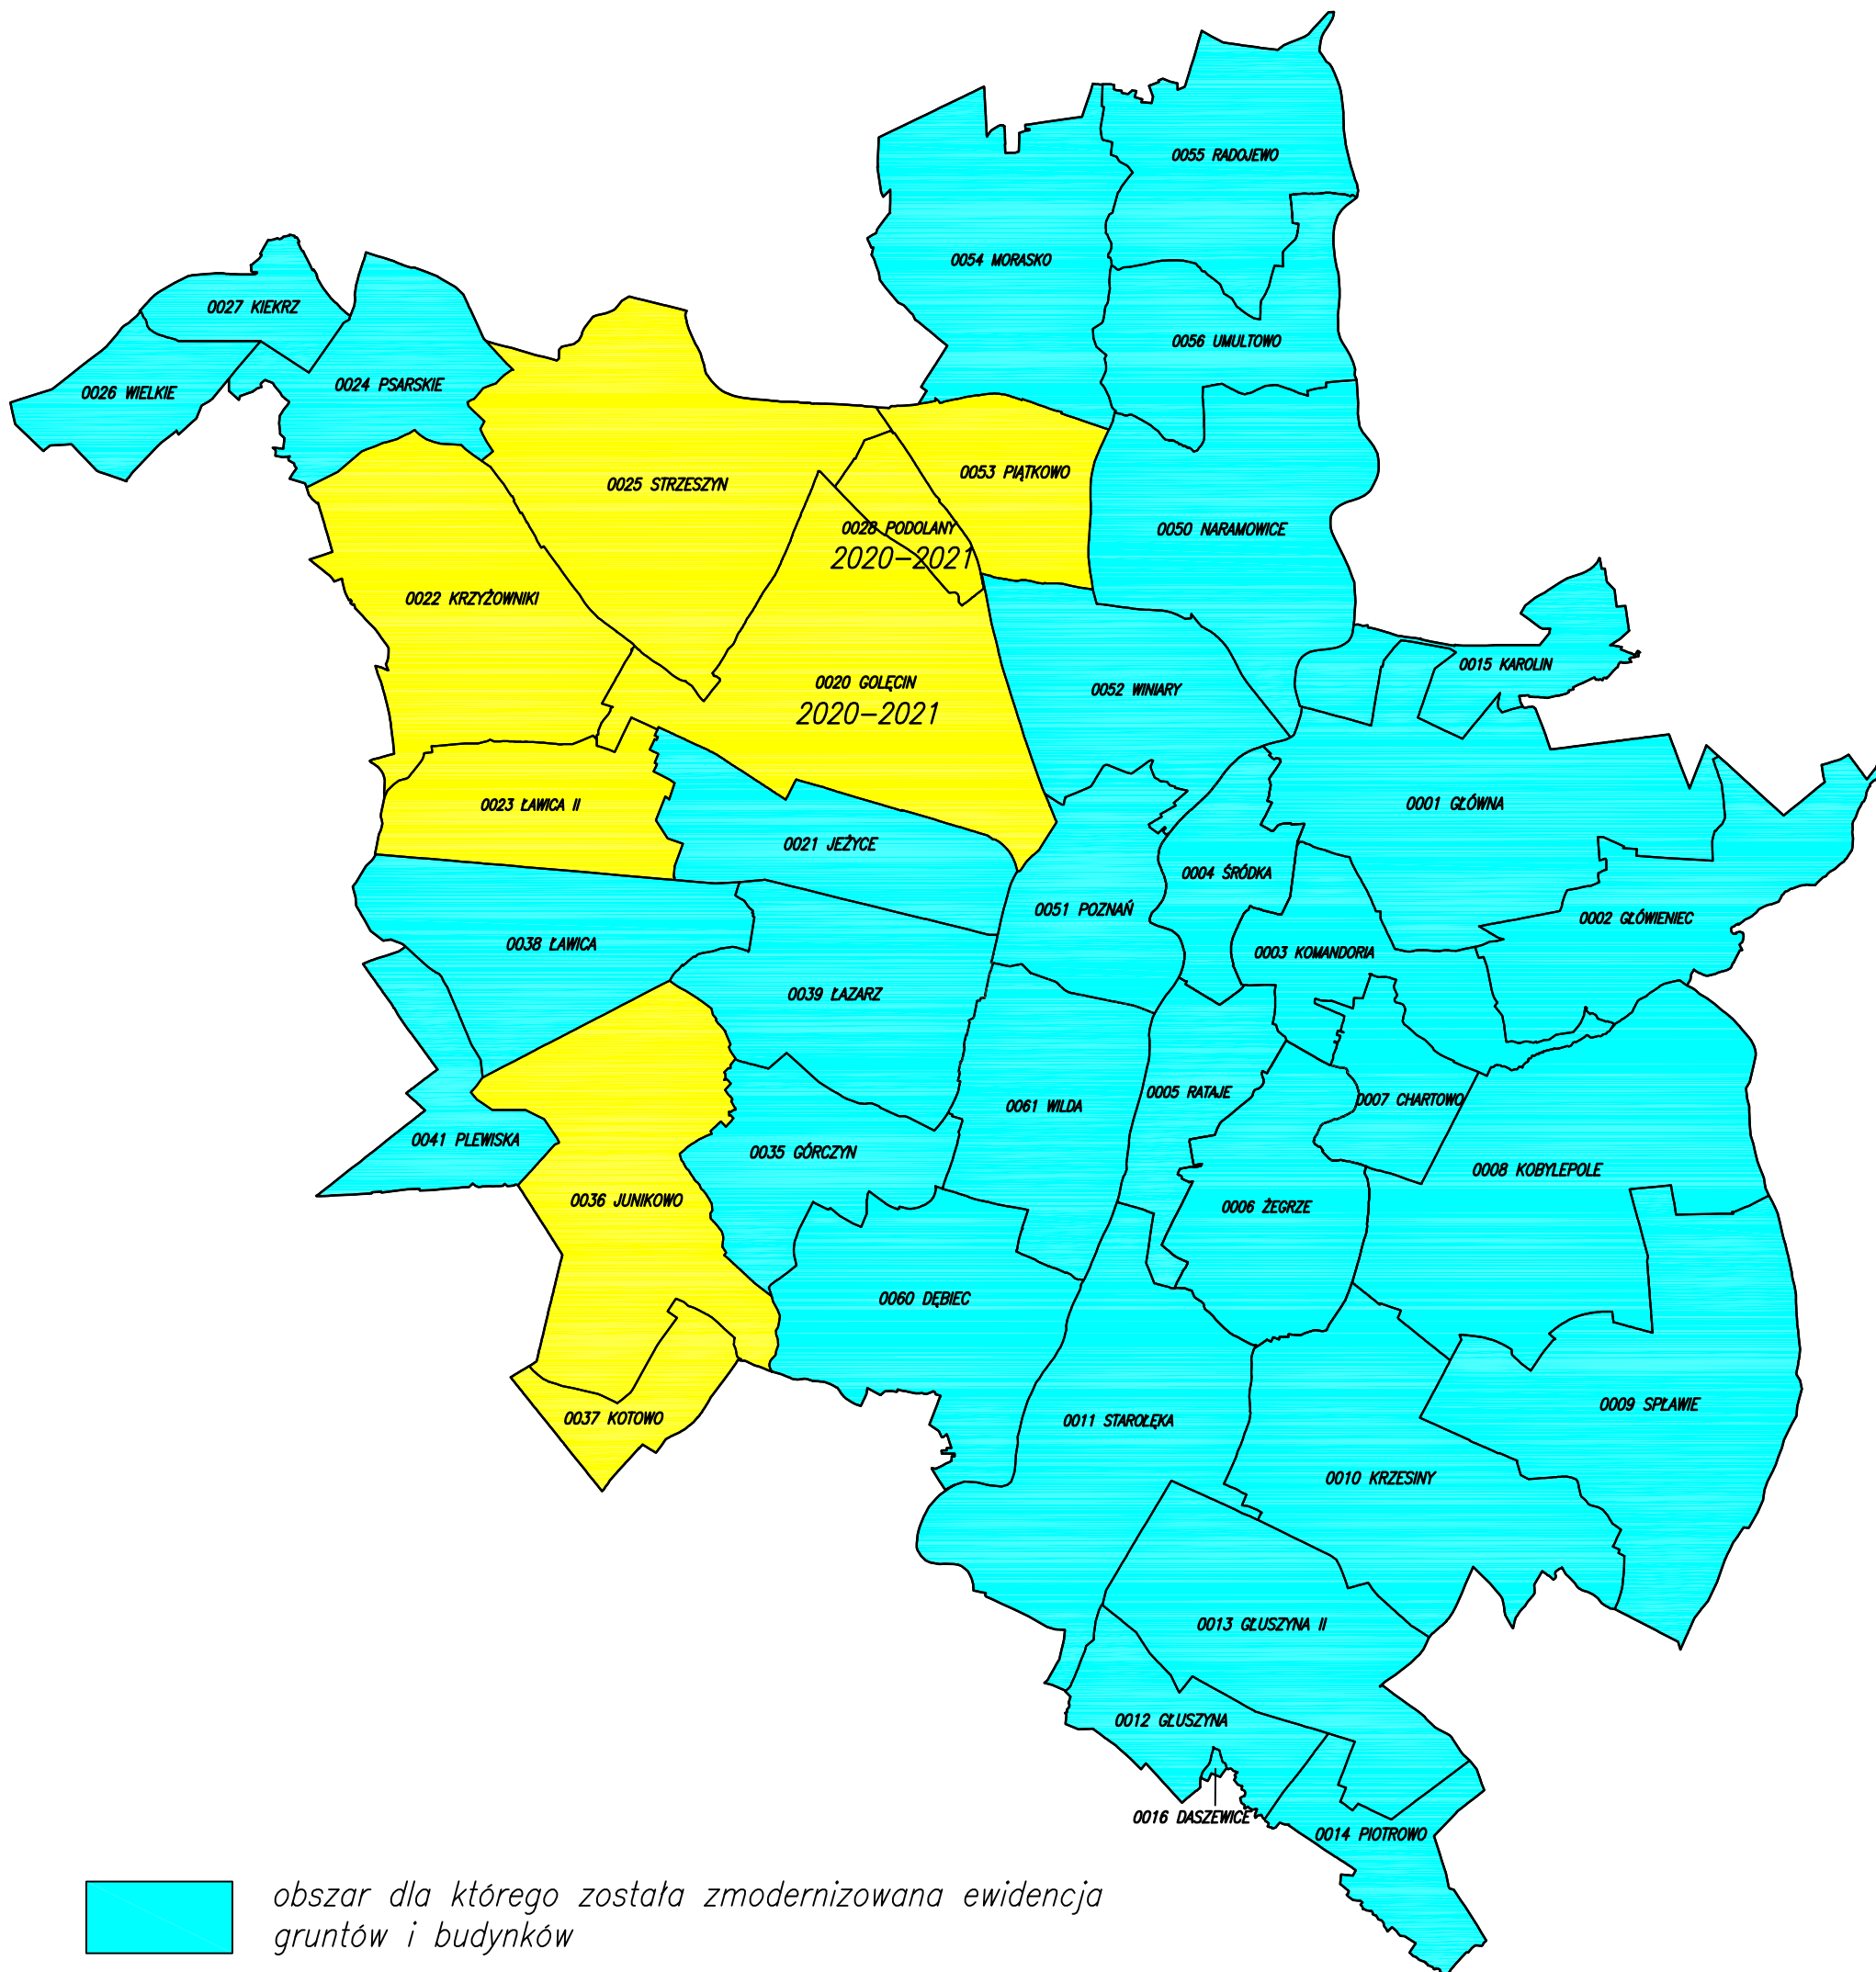 0055 RADOJEWO
0054 MORASKO
0027 KIEKRZ
0056 UMULTOWO
0024 PSARSKIE
0026 WIELKIE
0053 PIĄTKOWO
0025 STRZESZYN
0028 PODOLANY
2020-2021
0050 NARAMOWICE
0022 KRZYŻOWNIKI
0015 KAROLIN
0020 GOLĘCIN
2020-2021
0052 WINIARY
0023 ŁAWICA II
0001 GŁÓWNA
0021 JEŻYCE
0004 ŚRÓDKA
0051 POZNAŃ
0002 GŁÓWIENIEC
0038 ŁAWICA
0003 KOMANDORIA
0039 ŁAZARZ
0005 RATAJE
0007 CHARTOWO
0061 WILDA
0041 PLEWISKA
0035 GÓRCZYN
0008 KOBYLEPOLE
0036 JUNIKOWO
0006 ŻEGRZE
0060 DĘBIEC
0009 SPŁAWIE
0037 KOTOWO
0011 STAROŁĘKA
0010 KRZESINY
0013 GŁUSZYNA II
0012 GŁUSZYNA
0016 DASZEWICE
0014 PIOTROWO
obszar dla którego została zmodernizowana ewidencja
gruntów i budynków